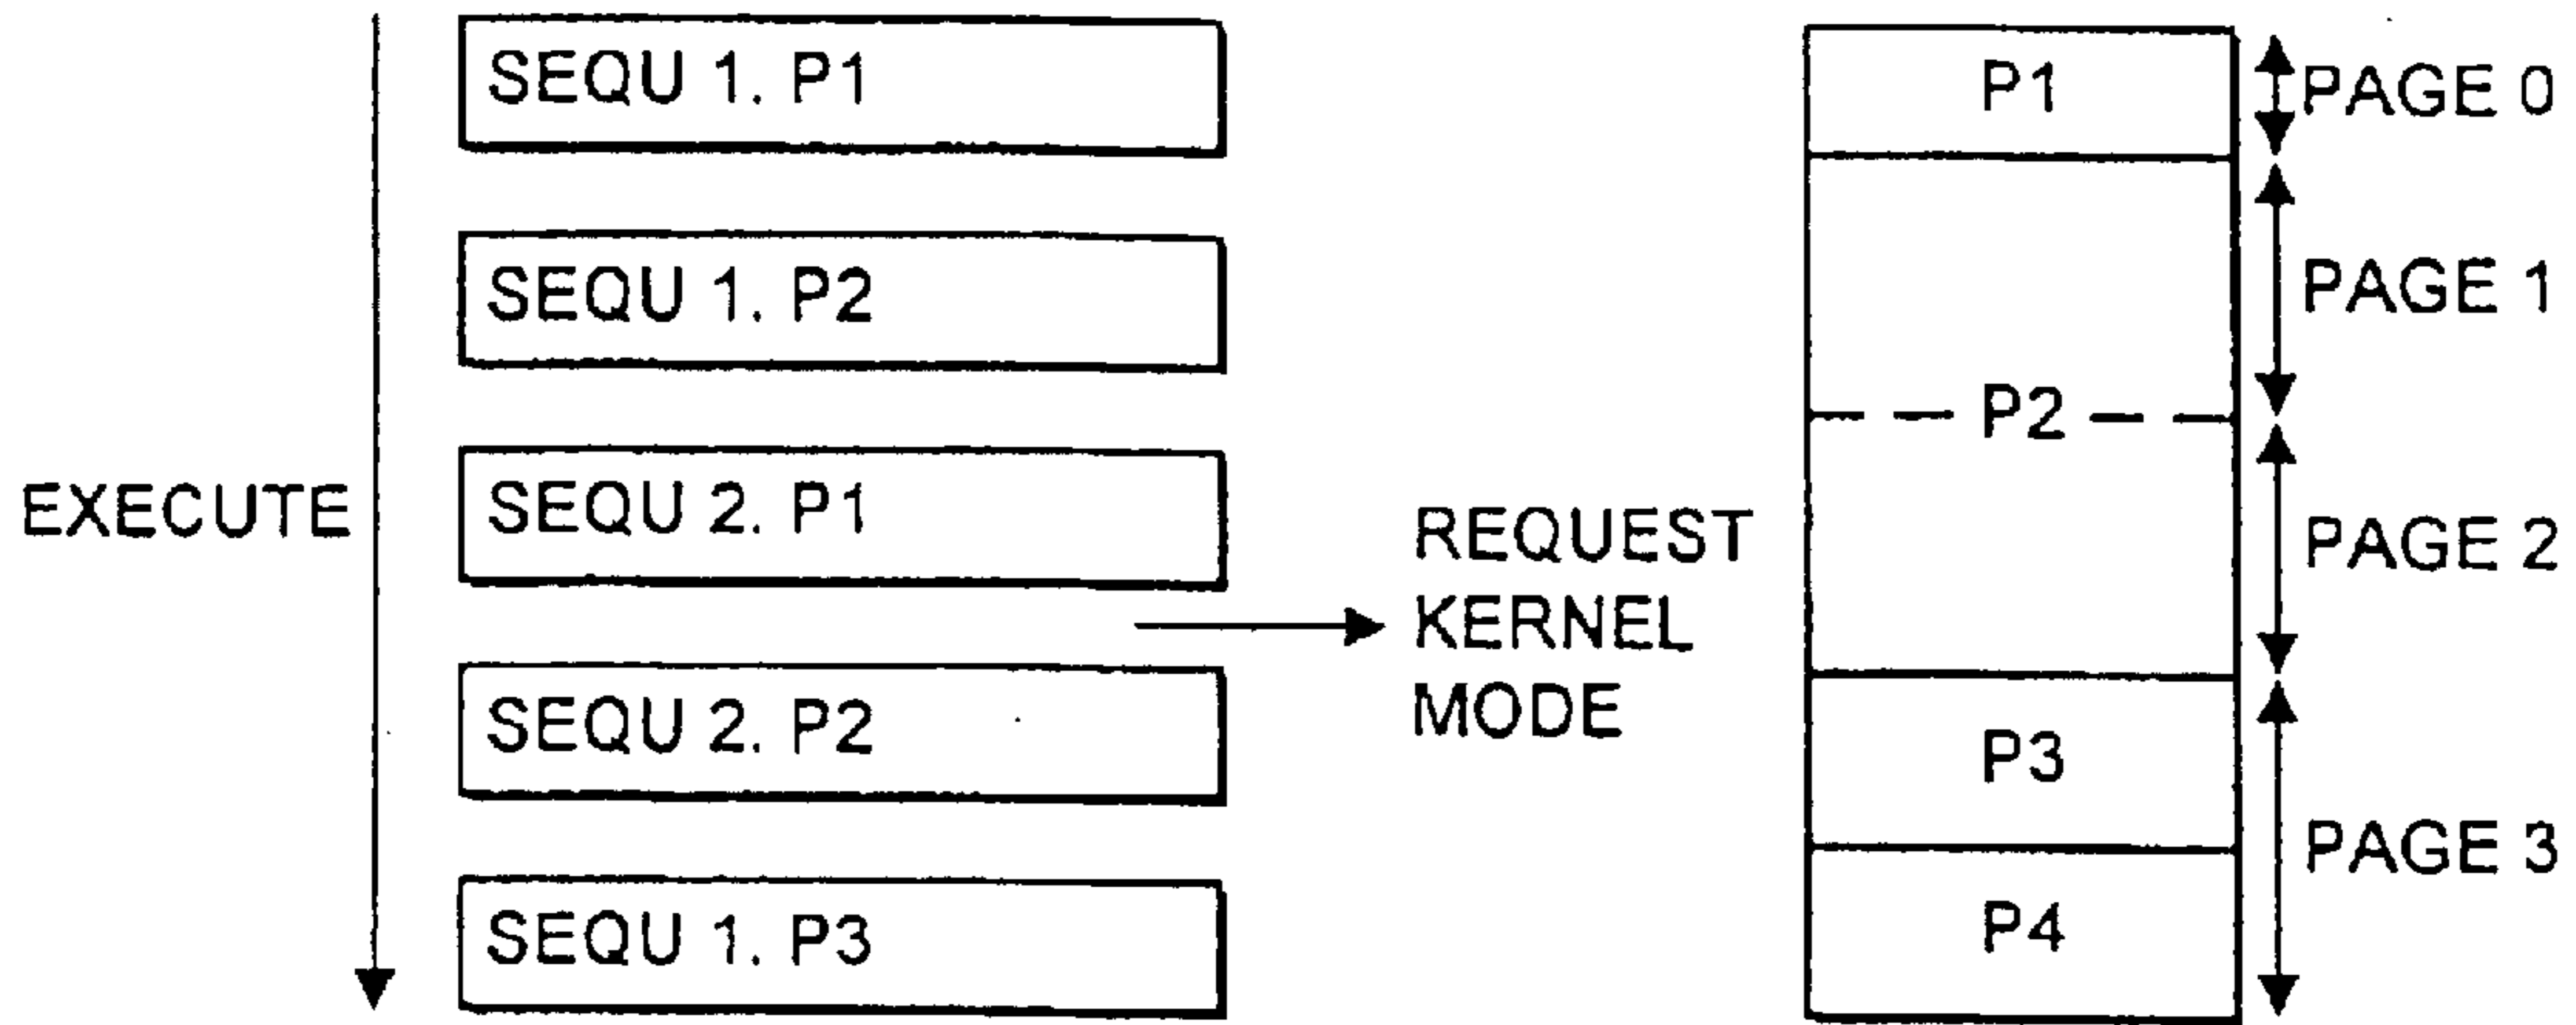 EXECUTE
SEQU 1. P1
SEQU 1. P2
SEQU 2. P1
SEQU 2. P2
SEQU 1. P3
REQUEST
KERNEL
MODE
P1
P2
P3
P4
PAGE 0
PAGE 1
PAGE 2
PAGE 3